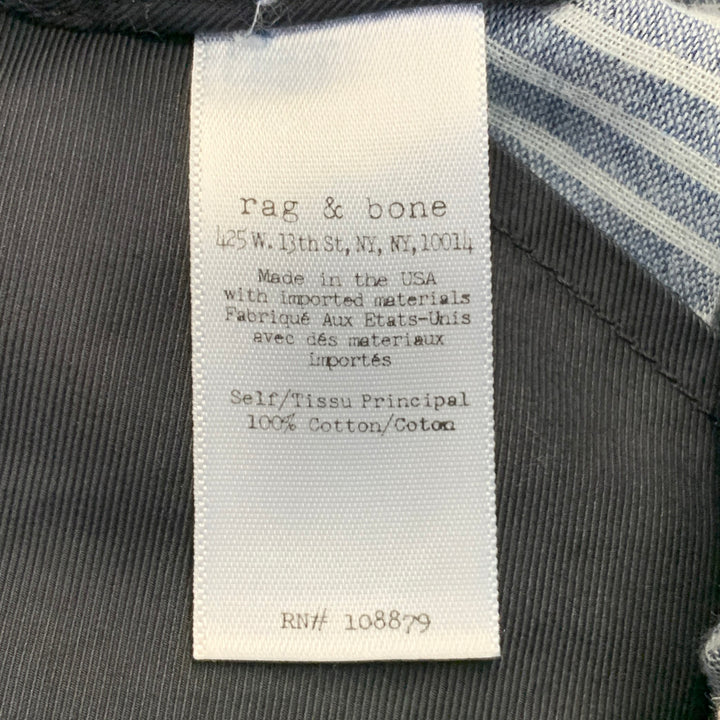 rag & bone
425 W. 13th St, NY, NY, 10014
Made in the USA
with imported materials
Fabriqué Aux Etats-Unis
avec dés materiaux
importés
Self/Tissu Principal
100% Cotton/Coton
RN# 108879